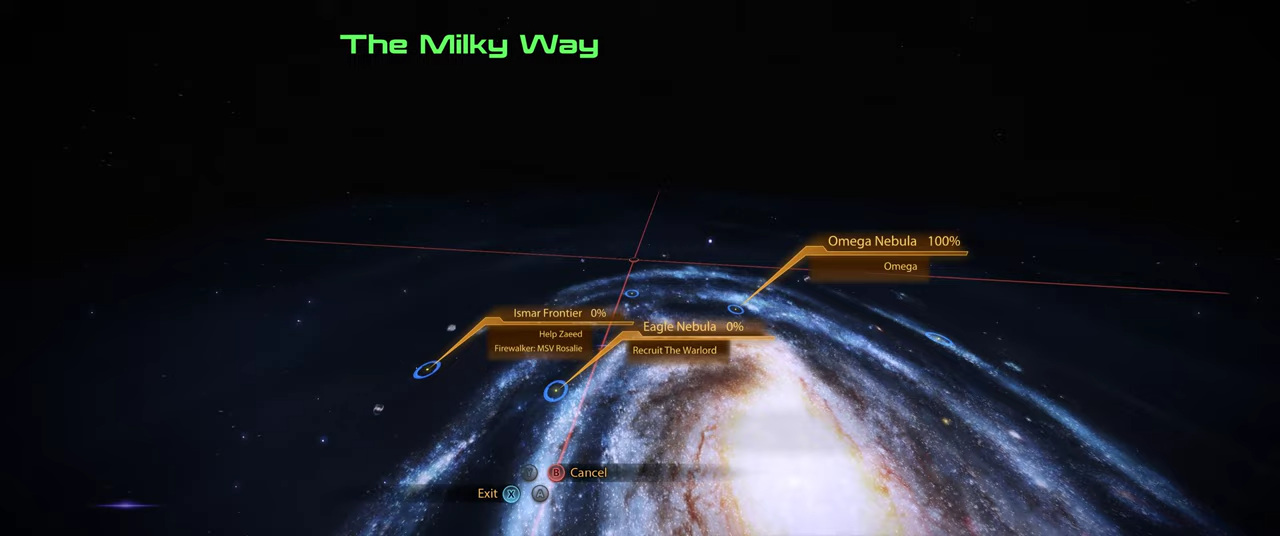 The Milky Way
Omega Nebula 100%
Omega
Ismar Frontier 0%
Help Zaeed
Firewalker: MSV Rosalie
Eagle Nebula 0%
Recruit The Warlord
Y
B Cancel
Exit X A